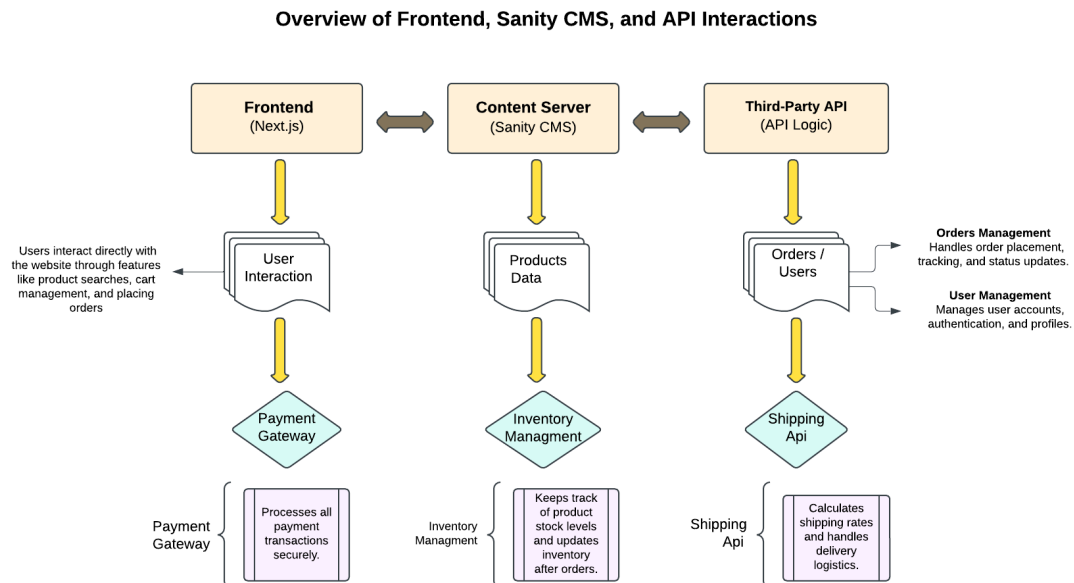 Overview of Frontend, Sanity CMS, and API Interactions
Frontend
(Next.js)
Content Server
(Sanity CMS)
Third-Party API
(API Logic)
Users interact directly with
the website through features
like product searches, cart
management, and placing
orders
User
Interaction
Products
Data
Orders /
Users
Orders Management
Handles order placement,
tracking, and status updates.
User Management
Manages user accounts,
authentication, and profiles.
Payment
Gateway
Inventory
Managment
Shipping
Api
Payment
Gateway
Processes all
payment
transactions
securely.
Inventory
Managment
Keeps track
of product
stock levels
and updates
inventory
after orders.
Shipping
Api
Calculates
shipping rates
and handles
delivery
logistics.